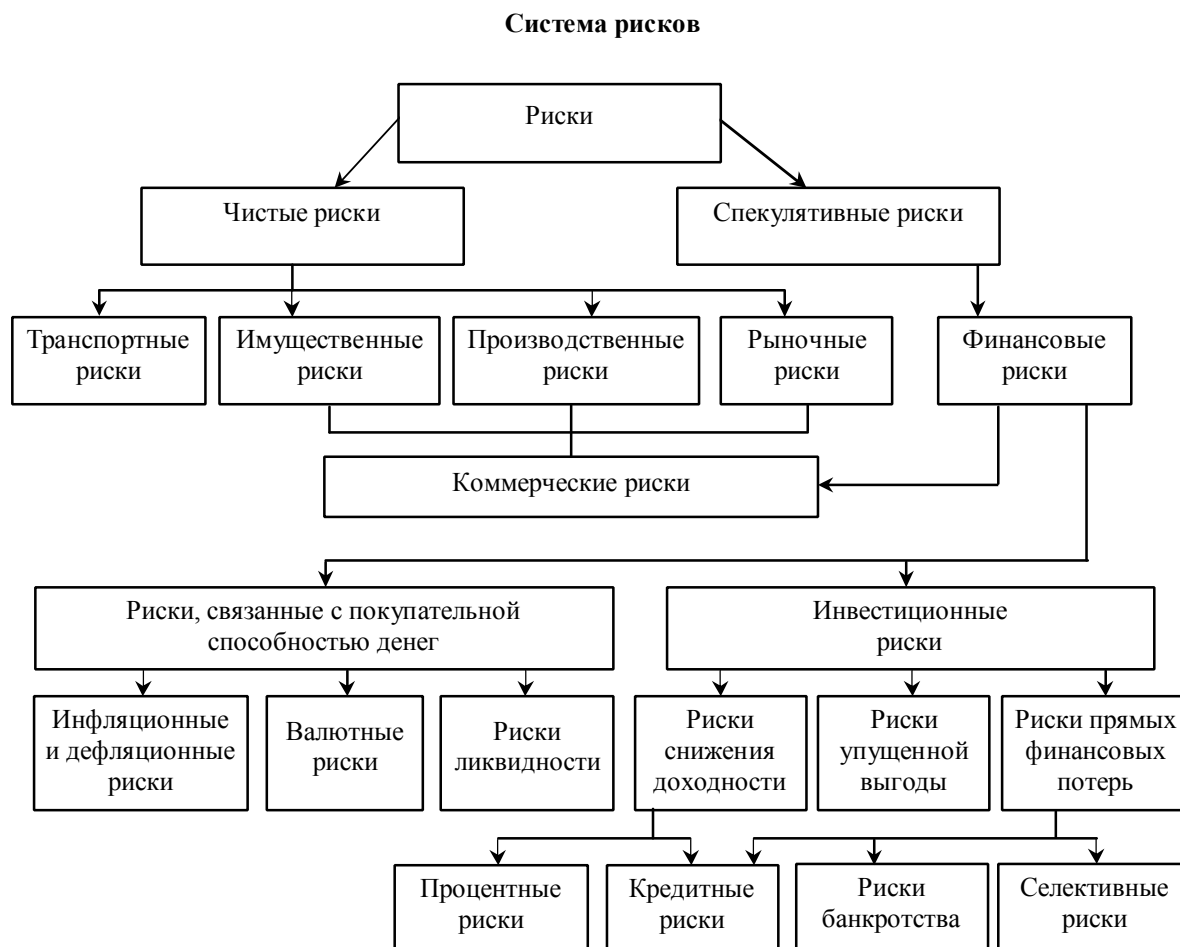 Система рисков
Риски
Чистые риски
Спекулятивные риски
Транспортные
риски
Имущественные
риски
Производственные
риски
Рыночные
риски
Финансовые
риски
Коммерческие риски
Риски, связанные с покупательной
способностью денег
Инвестиционные
риски
Инфляционные
и дефляционные
риски
Валютные
риски
Риски
ликвидности
Риски
снижения
доходности
Риски
упущенной
выгоды
Риски прямых
финансовых
потерь
Процентные
риски
Кредитные
риски
Риски
банкротства
Селективные
риски